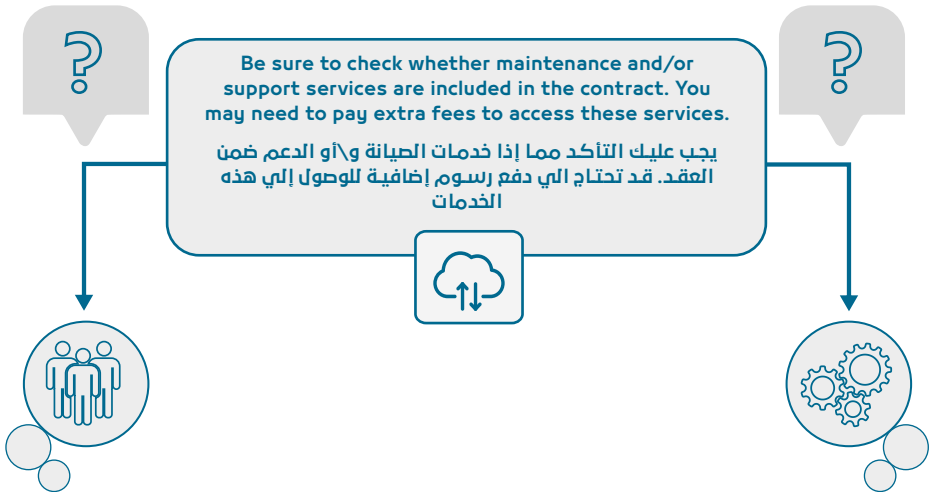 ?
?
Be sure to check whether maintenance and/or
support services are included in the contract. You
may need to pay extra fees to access these services.
يجب عليك التأكد مما إذا خدمات الصيانة و\أو الدعم ضمن
العقد. قد تحتاج الي دفع رسوم إضافية للوصول إلي هذه
الخدمات